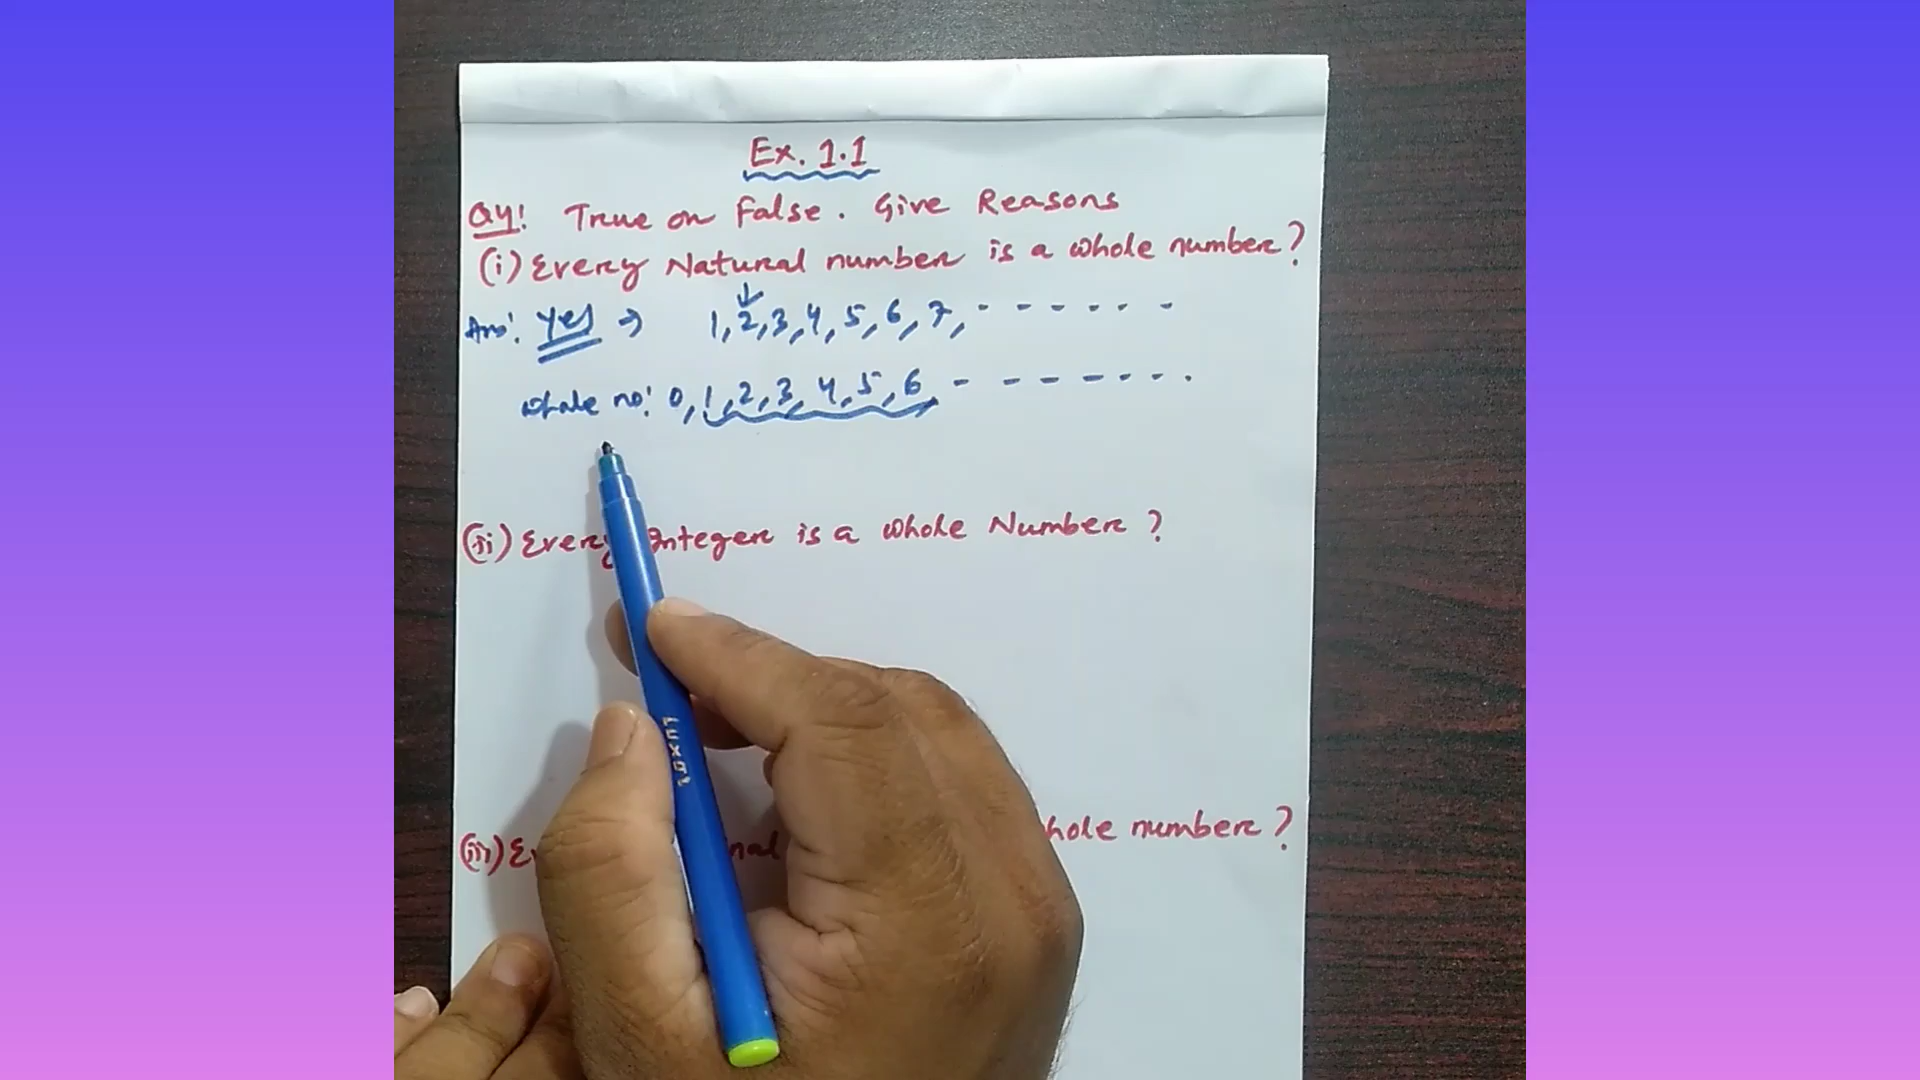 Ex. 1.1
Q4: True or False. Give Reasons
(i) Every Natural number is a whole number?
Ans: Yes → 1, 2, 3, 4, 5, 6, 7, - - - - - -
whole no: 0, 1, 2, 3, 4, 5, 6 - - - - - - - .
(ii) Every Integer is a whole Number?
(iii) hole number?
LUXOR